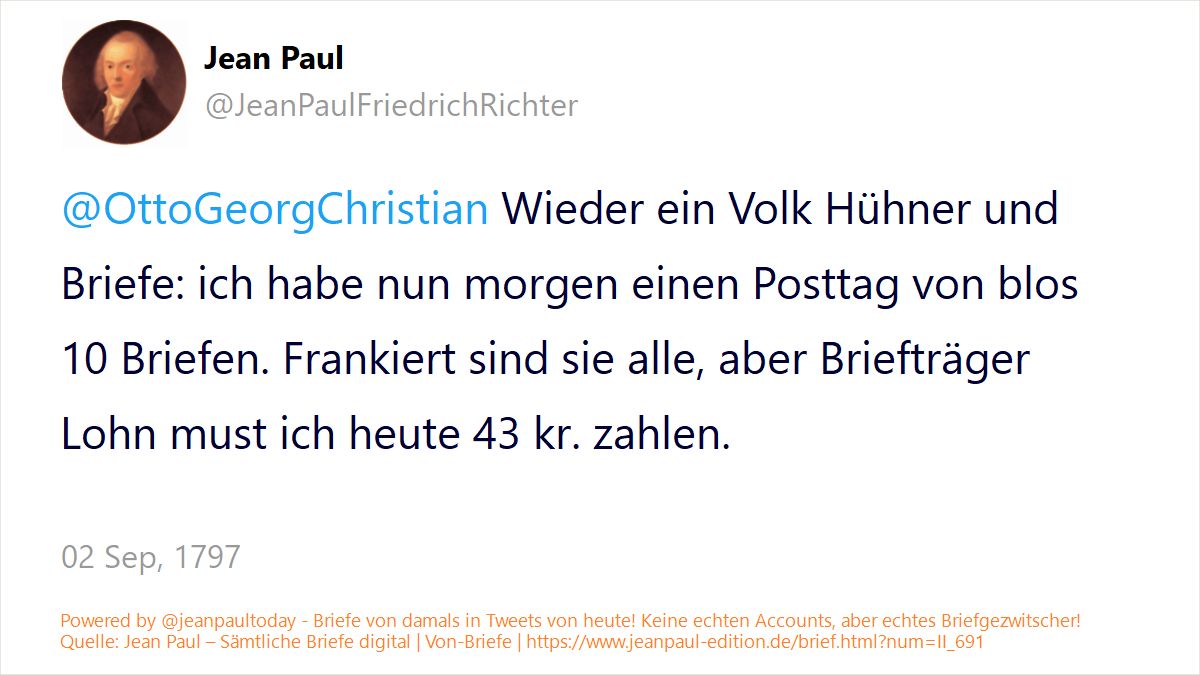 Jean Paul
@JeanPaulFriedrichRichter
@OttoGeorgChristian Wieder ein Volk Hühner und
Briefe: ich habe nun morgen einen Posttag von blos
10 Briefen. Frankiert sind sie alle, aber Briefträger
Lohn must ich heute 43 kr. zahlen.
02 Sep, 1797
Powered by @jeanpaultoday - Briefe von damals in Tweets von heute! Keine echten Accounts, aber echtes Briefgezwitscher!
Quelle: Jean Paul – Sämtliche Briefe digital | Von-Briefe | https://www.jeanpaul-edition.de/brief.html?num=II_691